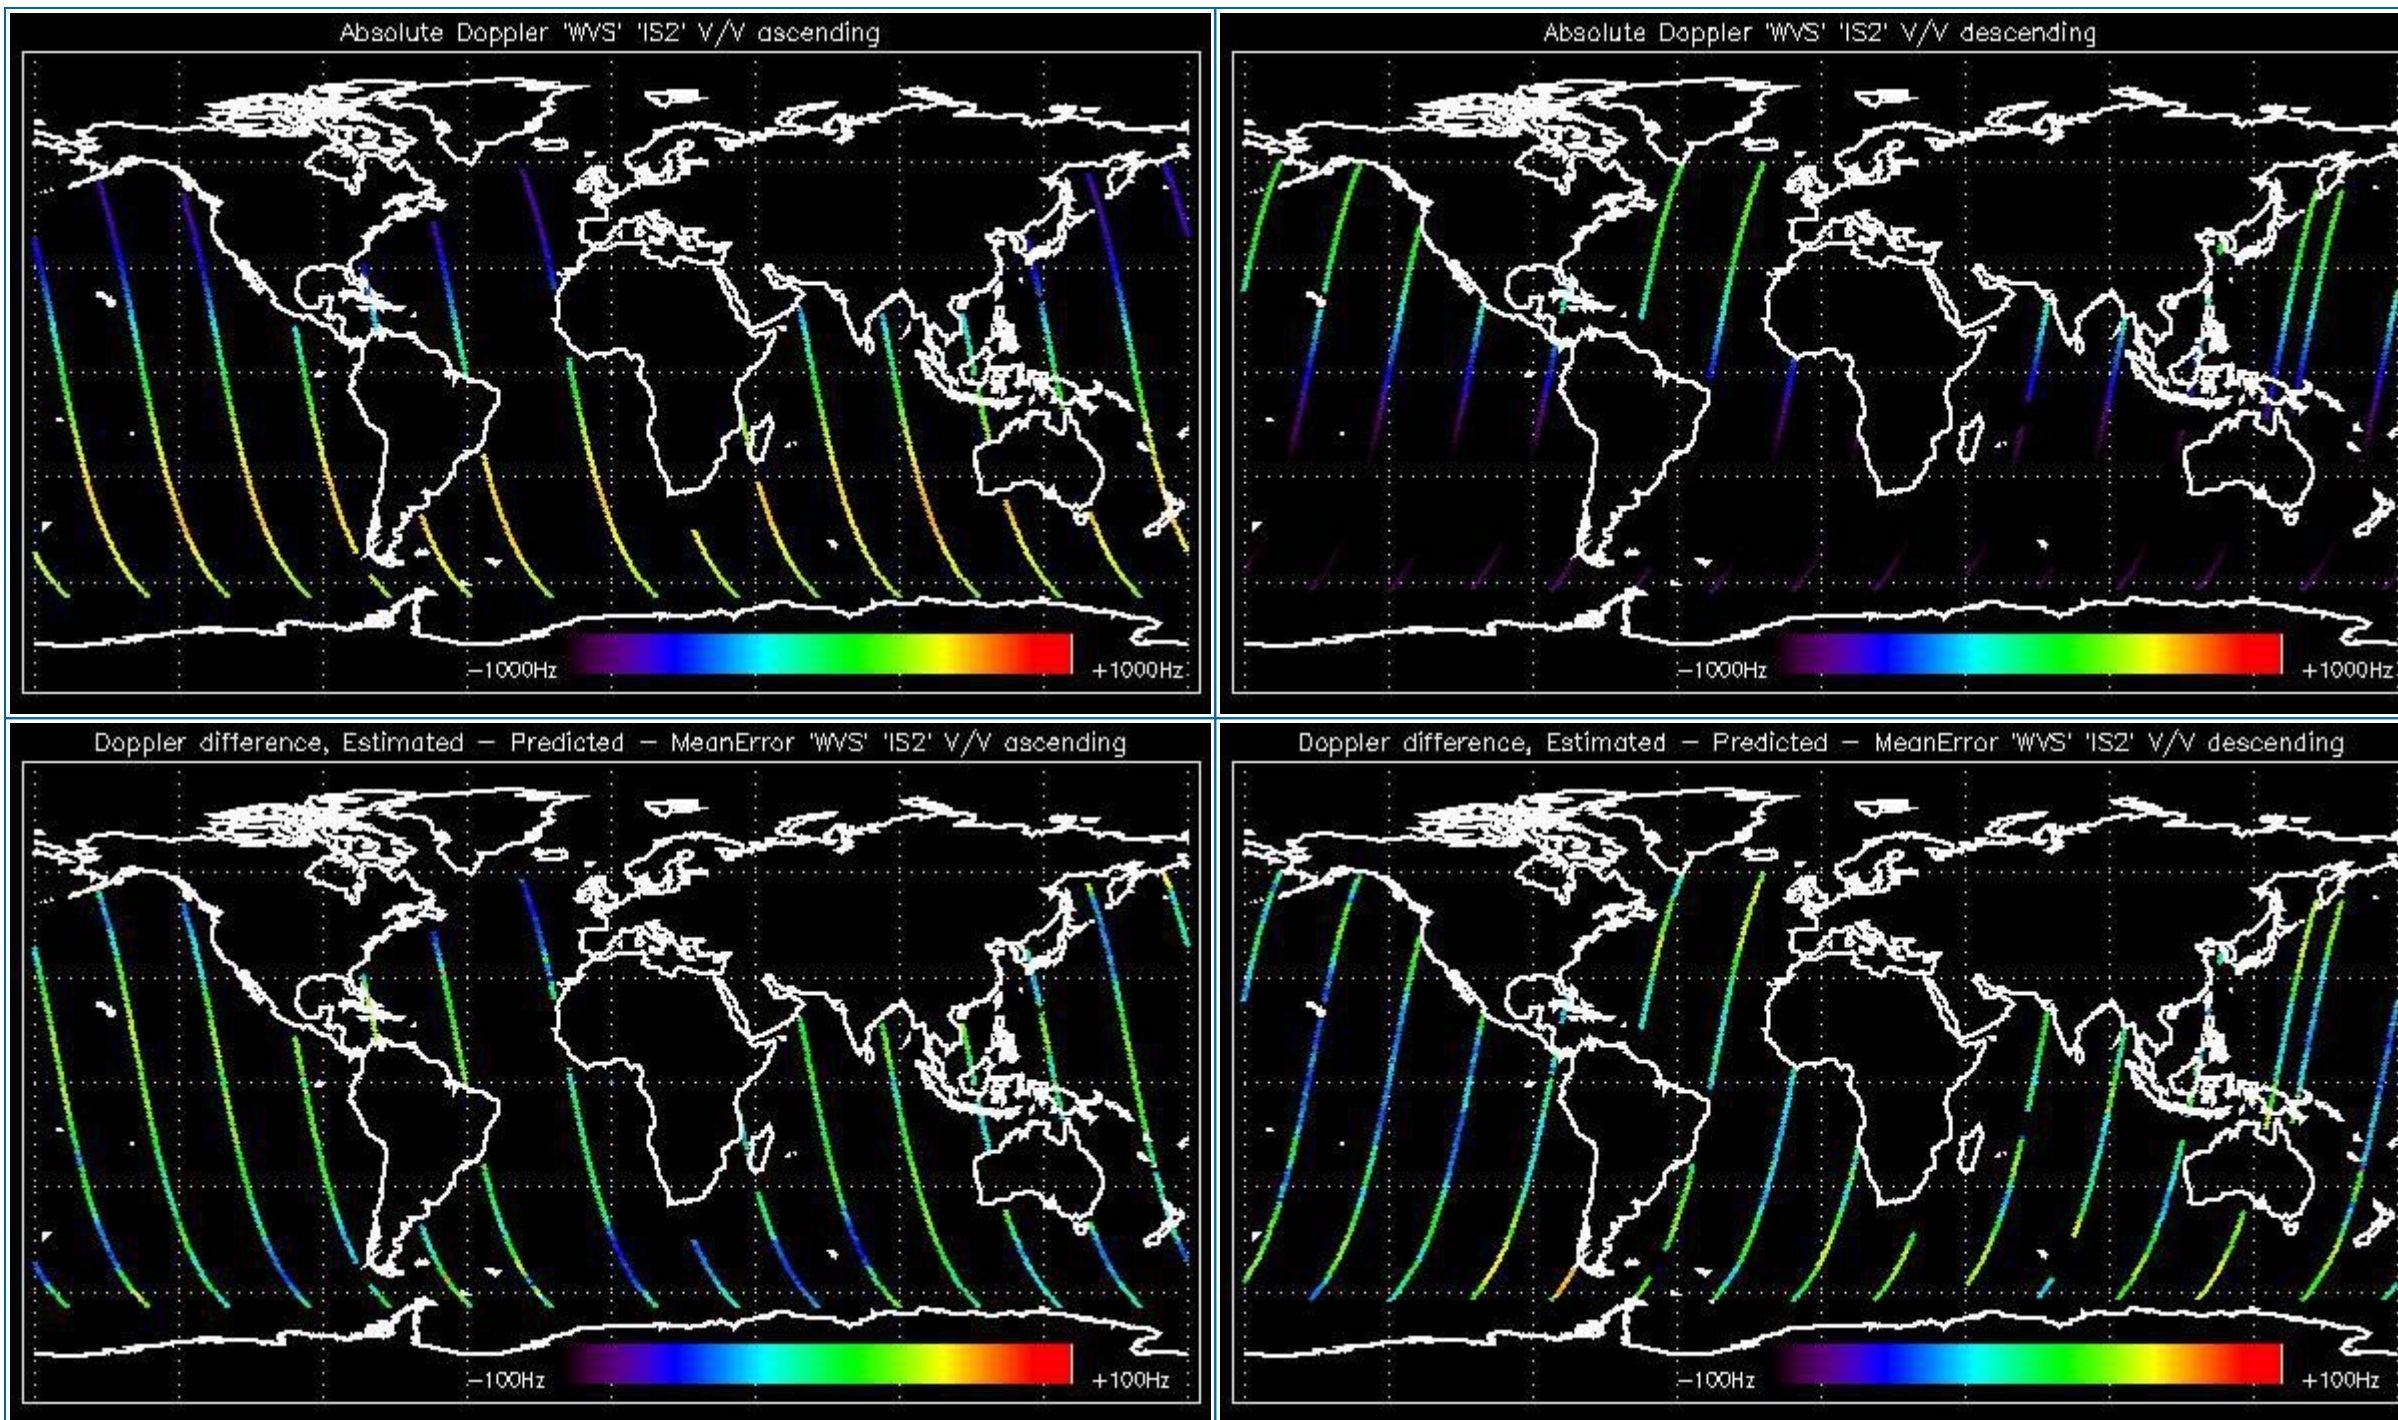 Absolute Doppler 'WVS' 'IS2' V/V ascending
-1000Hz +1000Hz
Absolute Doppler 'WVS' 'IS2' V/V descending
-1000Hz +1000Hz
Doppler difference, Estimated - Predicted - MeanError 'WVS' 'IS2' V/V ascending
-100Hz +100Hz
Doppler difference, Estimated - Predicted - MeanError 'WVS' 'IS2' V/V descending
-100Hz +100Hz